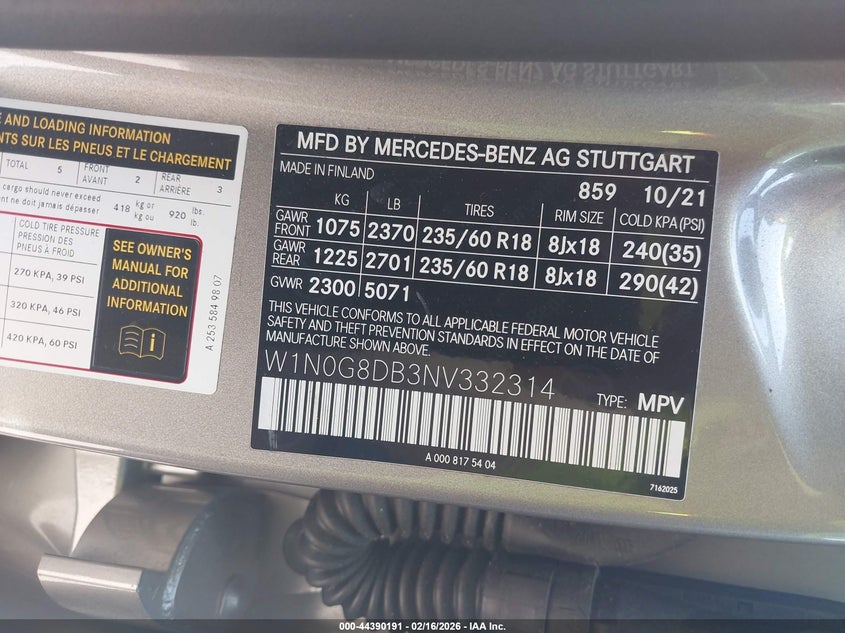 E AND LOADING INFORMATION
NTS SUR LES PNEUS ET LE CHARGEMENT
TOTAL 5 FRONT AVANT 2 REAR ARRIÈRE 3
cargo should never exceed
ent ne doit jamais dépasser 418 kg or kg ou 920 lbs. lb.
COLD TIRE PRESSURE
PRESSION DES
PNEUS À FROID
270 KPA, 39 PSI
320 KPA, 46 PSI
420 KPA, 60 PSI
SEE OWNER'S
MANUAL FOR
ADDITIONAL
INFORMATION
A 253 584 98 07
MFD BY MERCEDES-BENZ AG STUTTGART
MADE IN FINLAND 859 10/21
KG LB TIRES RIM SIZE COLD KPA (PSI)
GAWR FRONT 1075 2370 235/60 R18 8Jx18 240(35)
GAWR REAR 1225 2701 235/60 R18 8Jx18 290(42)
GVWR 2300 5071
THIS VEHICLE CONFORMS TO ALL APPLICABLE FEDERAL MOTOR VEHICLE
SAFETY AND THEFT PREVENTION STANDARDS IN EFFECT ON THE DATE OF
MANUFACTURE SHOWN ABOVE.
W1N0G8DB3NV332314
TYPE: MPV
A 000 817 54 04
7162025
000-44390191 - 02/16/2026 - IAA Inc.